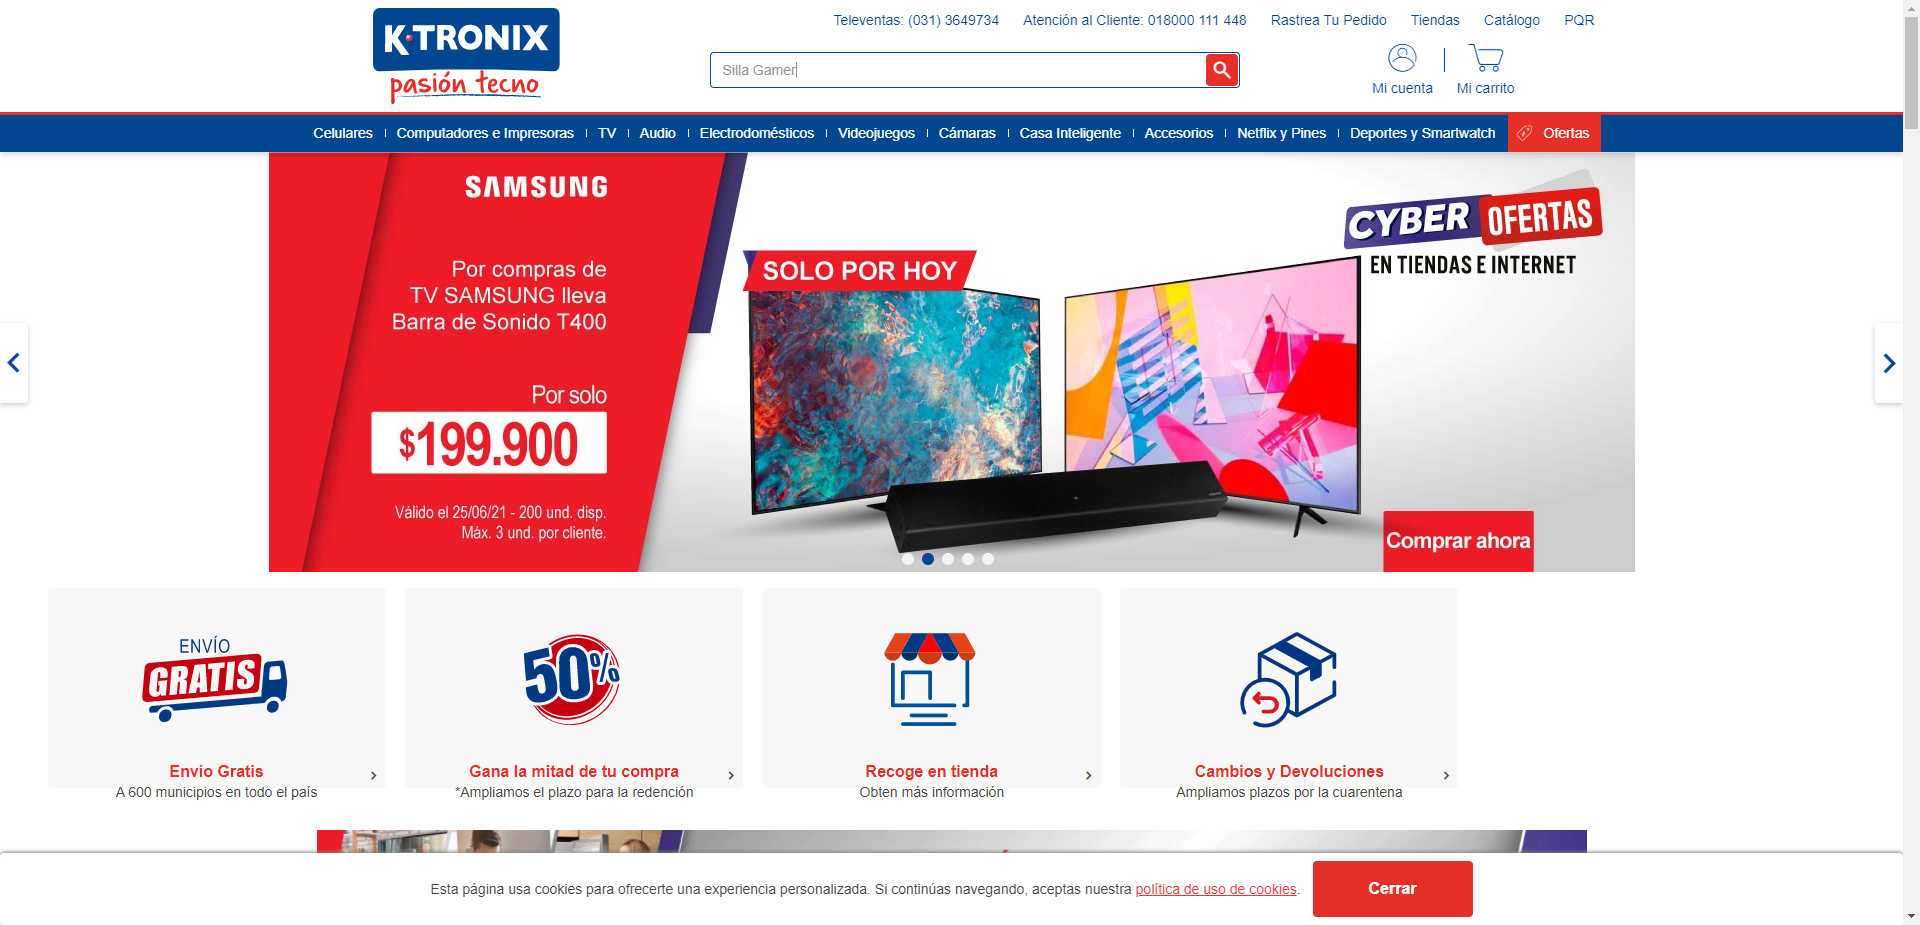 K·TRONIX
pasión tecno
Televentas: (031) 3649734 Atención al Cliente: 018000 111 448 Rastrea Tu Pedido Tiendas Catálogo PQR
Silla Gamer
Mi cuenta Mi carrito
Celulares Computadores e Impresoras TV Audio Electrodomésticos Videojuegos Cámaras Casa Inteligente Accesorios Netflix y Pines Deportes y Smartwatch Ofertas
SAMSUNG
Por compras de
TV SAMSUNG lleva
Barra de Sonido T400
Por solo
$199.900
Válido el 25/06/21 - 200 und. disp.
Máx. 3 und. por cliente.
SOLO POR HOY
CYBER OFERTAS
EN TIENDAS E INTERNET
Comprar ahora
ENVÍO
GRATIS
Envío Gratis
A 600 municipios en todo el país
50%
Gana la mitad de tu compra
*Ampliamos el plazo para la redención
Recoge en tienda
Obten más información
Cambios y Devoluciones
Ampliamos plazos por la cuarentena
Esta página usa cookies para ofrecerte una experiencia personalizada. Si continúas navegando, aceptas nuestra política de uso de cookies.
Cerrar